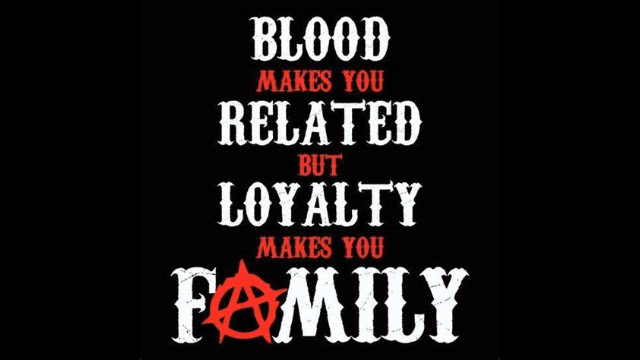 BLOOD
MAKES YOU
RELATED
BUT
LOYALTY
MAKES YOU
FAMILY